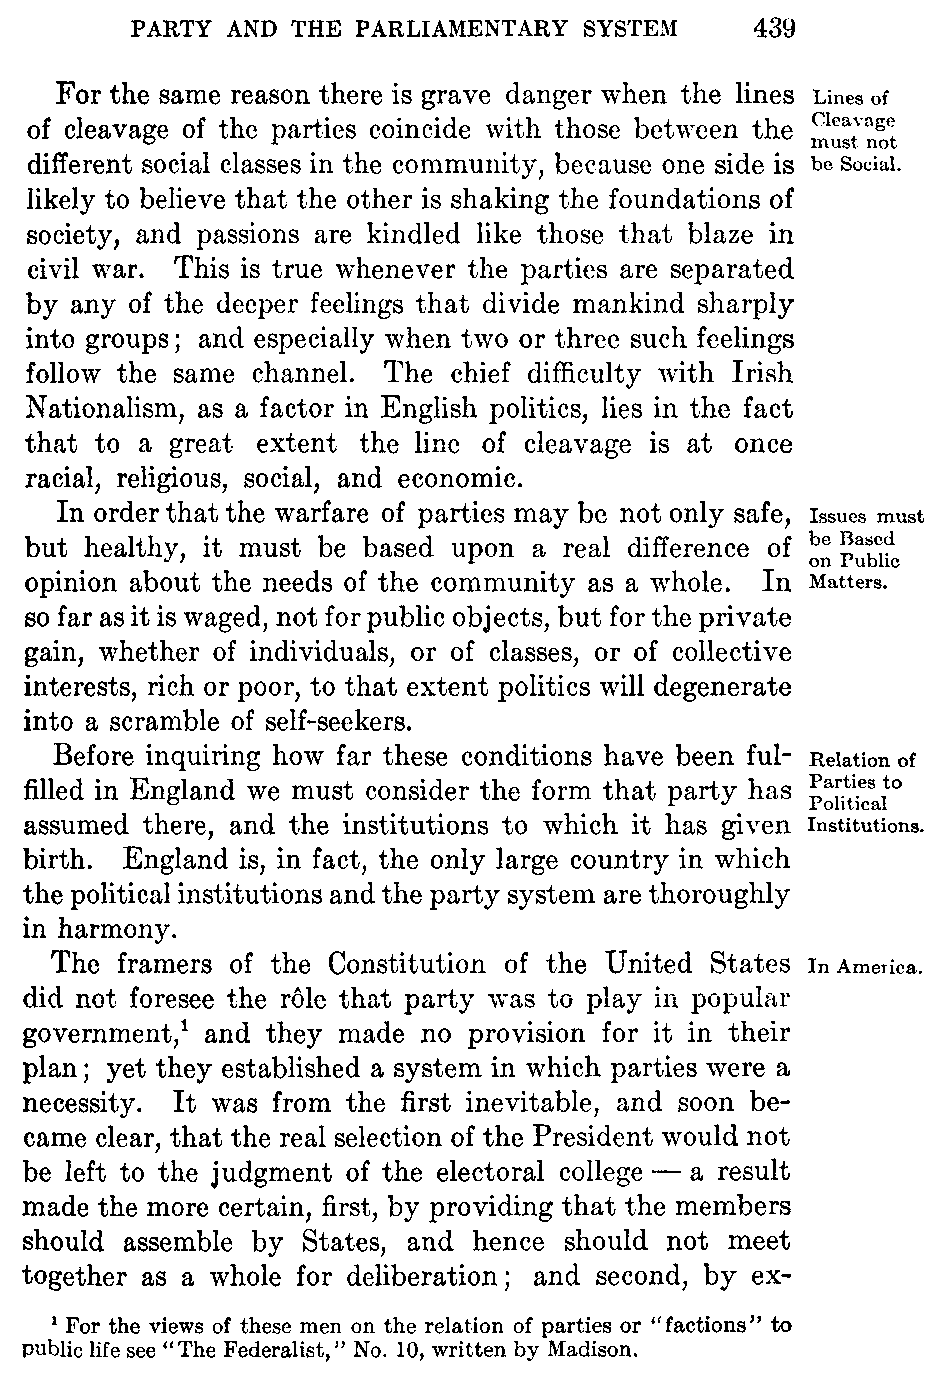 PARTY AND THE PARLIAMENTARY SYSTEM 439
For the same reason there is grave danger when the lines
of cleavage of the parties coincide with those between the
different social classes in the community, because one side is
likely to believe that the other is shaking the foundations of
society, and passions are kindled like those that blaze in
civil war. This is true whenever the parties are separated
by any of the deeper feelings that divide mankind sharply
into groups; and especially when two or three such feelings
follow the same channel. The chief difficulty with Irish
Nationalism, as a factor in English politics, lies in the fact
that to a great extent the line of cleavage is at once
racial, religious, social, and economic.
Lines of
Cleavage
must not
be Social.
In order that the warfare of parties may be not only safe,
but healthy, it must be based upon a real difference of
opinion about the needs of the community as a whole. In
so far as it is waged, not for public objects, but for the private
gain, whether of individuals, or of classes, or of collective
interests, rich or poor, to that extent politics will degenerate
into a scramble of self-seekers.
Issues must
be Based
on Public
Matters.
Before inquiring how far these conditions have been ful-
filled in England we must consider the form that party has
assumed there, and the institutions to which it has given
birth. England is, in fact, the only large country in which
the political institutions and the party system are thoroughly
in harmony.
Relation of
Parties to
Political
Institutions.
The framers of the Constitution of the United States
did not foresee the rôle that party was to play in popular
government,¹ and they made no provision for it in their
plan; yet they established a system in which parties were a
necessity. It was from the first inevitable, and soon be-
came clear, that the real selection of the President would not
be left to the judgment of the electoral college — a result
made the more certain, first, by providing that the members
should assemble by States, and hence should not meet
together as a whole for deliberation; and second, by ex-
In America.
¹ For the views of these men on the relation of parties or "factions" to
public life see "The Federalist," No. 10, written by Madison.